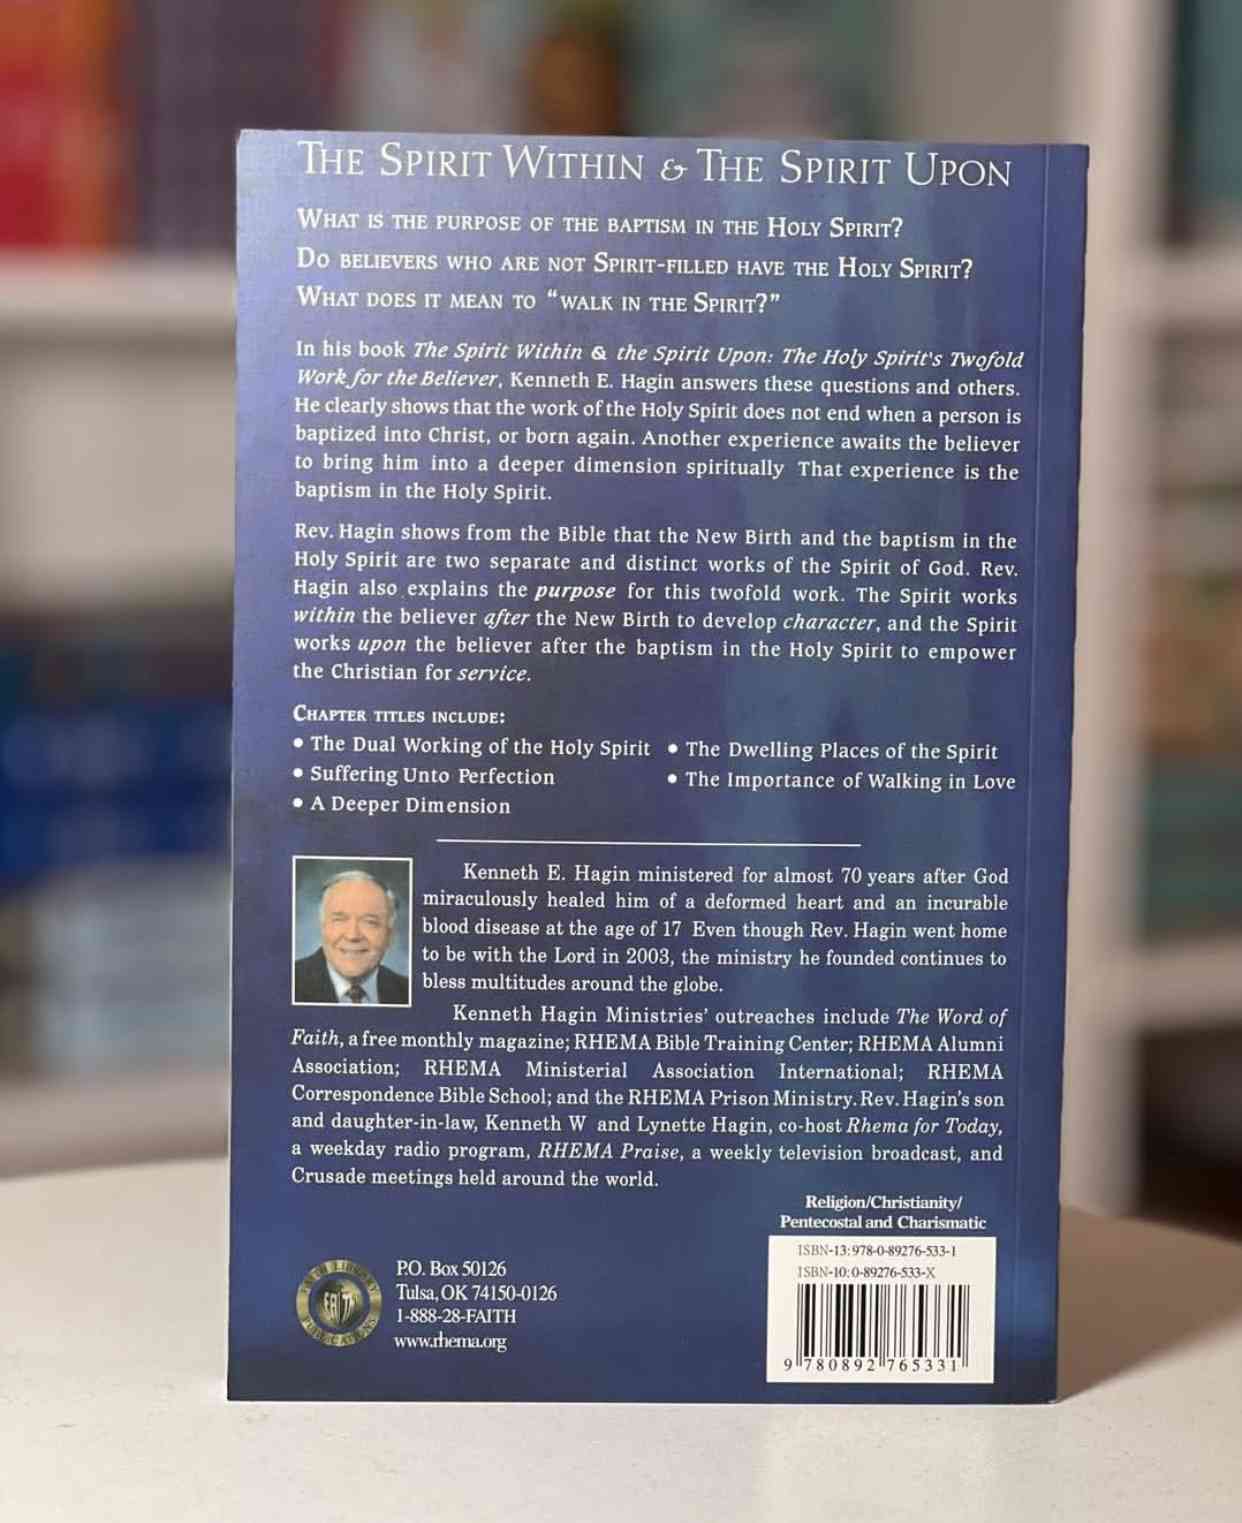 THE SPIRIT WITHIN & THE SPIRIT UPON
WHAT IS THE PURPOSE OF THE BAPTISM IN THE HOLY SPIRIT?
DO BELIEVERS WHO ARE NOT SPIRIT-FILLED HAVE THE HOLY SPIRIT?
WHAT DOES IT MEAN TO “WALK IN THE SPIRIT?”
In his book The Spirit Within & the Spirit Upon: The Holy Spirit's Twofold
Work for the Believer, Kenneth E. Hagin answers these questions and others.
He clearly shows that the work of the Holy Spirit does not end when a person is
baptized into Christ, or born again. Another experience awaits the believer
to bring him into a deeper dimension spiritually That experience is the
baptism in the Holy Spirit.
Rev. Hagin shows from the Bible that the New Birth and the baptism in the
Holy Spirit are two separate and distinct works of the Spirit of God. Rev.
Hagin also explains the purpose for this twofold work. The Spirit works
within the believer after the New Birth to develop character, and the Spirit
works upon the believer after the baptism in the Holy Spirit to empower
the Christian for service.
CHAPTER TITLES INCLUDE:
• The Dual Working of the Holy Spirit • The Dwelling Places of the Spirit
• Suffering Unto Perfection • The Importance of Walking in Love
• A Deeper Dimension
Kenneth E. Hagin ministered for almost 70 years after God
miraculously healed him of a deformed heart and an incurable
blood disease at the age of 17 Even though Rev. Hagin went home
to be with the Lord in 2003, the ministry he founded continues to
bless multitudes around the globe.
Kenneth Hagin Ministries’ outreaches include The Word of
Faith, a free monthly magazine; RHEMA Bible Training Center; RHEMA Alumni
Association; RHEMA Ministerial Association International; RHEMA
Correspondence Bible School; and the RHEMA Prison Ministry. Rev. Hagin’s son
and daughter-in-law, Kenneth W and Lynette Hagin, co-host Rhema for Today,
a weekday radio program, RHEMA Praise, a weekly television broadcast, and
Crusade meetings held around the world.
Religion/Christianity/
Pentecostal and Charismatic
ISBN-13: 978-0-89276-533-1
ISBN-10: 0-89276-533-X
9 780892 765331
FAITH LIBRARY
FAITH
PUBLICATIONS
P.O. Box 50126
Tulsa, OK 74150-0126
1-888-28-FAITH
www.rhema.org